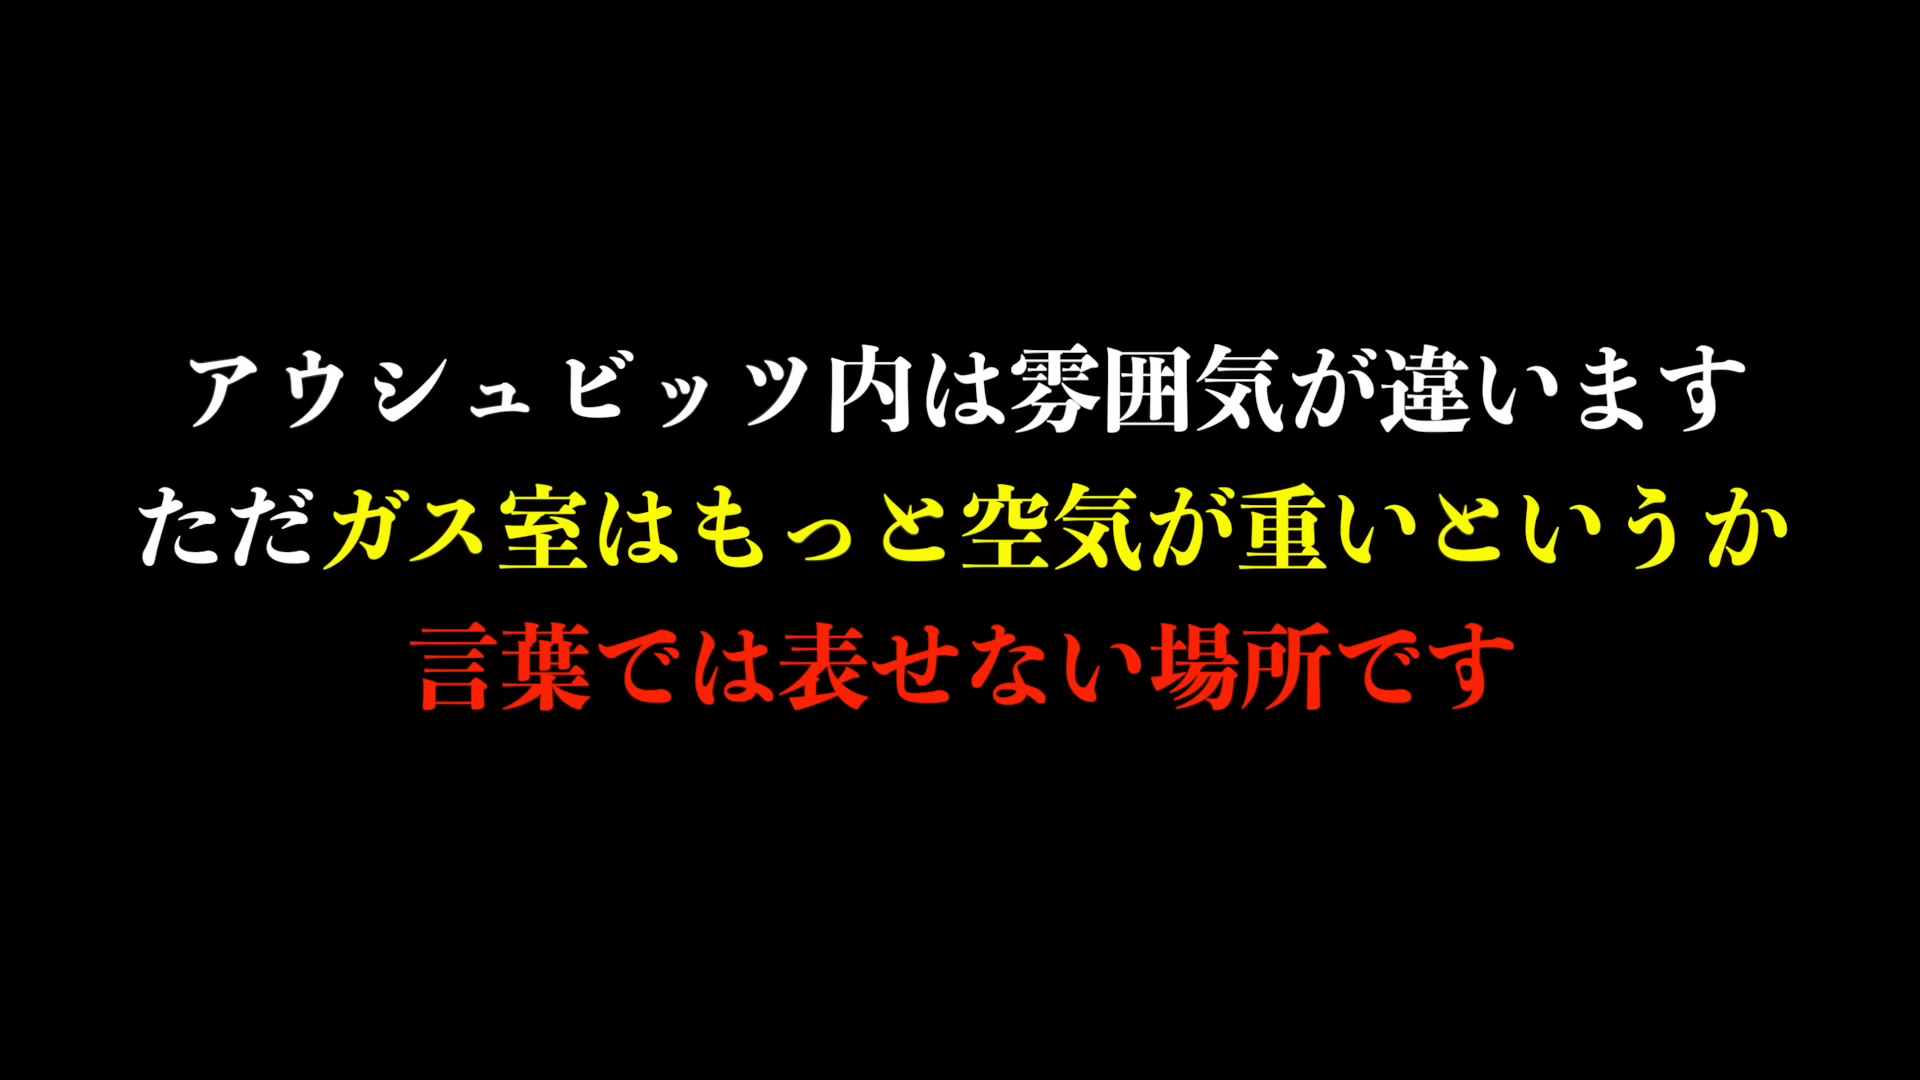 アウシュビッツ内は雰囲気が違います
ただガス室はもっと空気が重いというか
言葉では表せない場所です